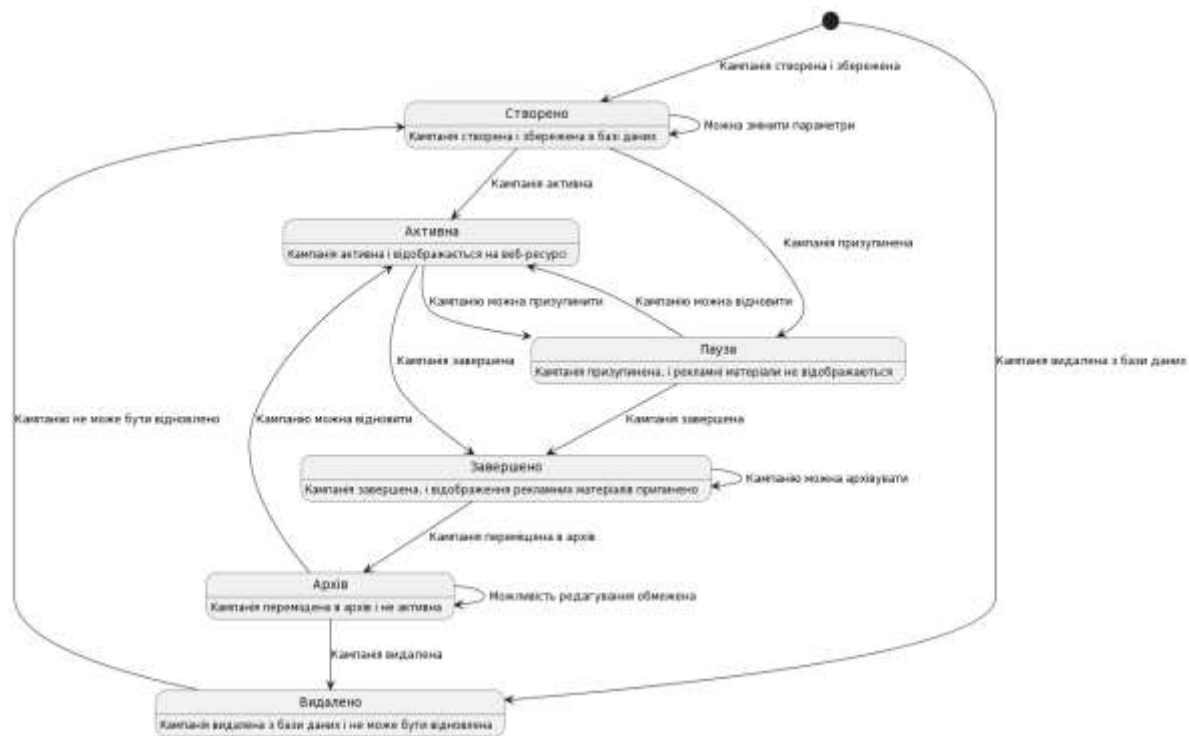 Кампанія створена і збережена
Створено
Кампанія створена і збережена в базі даних
Можна змінити параметри
Кампанія активна
Активна
Кампанія активна і відображається на веб-ресурсі
Кампанія призупинена
Кампанію можна призупинити
Кампанію можна відновити
Пауза
Кампанія призупинена, і рекламні матеріали не відображаються
Кампанія завершена
Кампанія видалена з бази даних
Кампанію не може бути відновлено
Кампанію можна відновити
Кампанія завершена
Завершено
Кампанія завершена, і відображення рекламних матеріалів припинено
Кампанію можна архівувати
Кампанія переміщена в архів
Архів
Кампанія переміщена в архів і не активна
Можливість редагування обмежена
Кампанія видалена
Видалено
Кампанія видалена з бази даних і не може бути відновлена